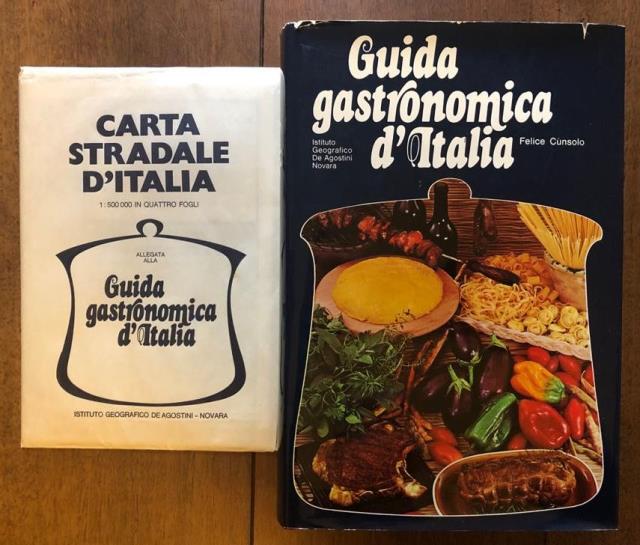 CARTA
STRADALE
D'ITALIA
1:500 000 IN QUATTRO FOGLI
ALLEGATA
ALLA
Guida
gastronomica
d'Italia
ISTITUTO GEOGRAFICO DE AGOSTINI - NOVARA
Guida
gastronomica
d'Italia
Istituto
Geografico
De Agostini
Novara
Felice Cùnsolo